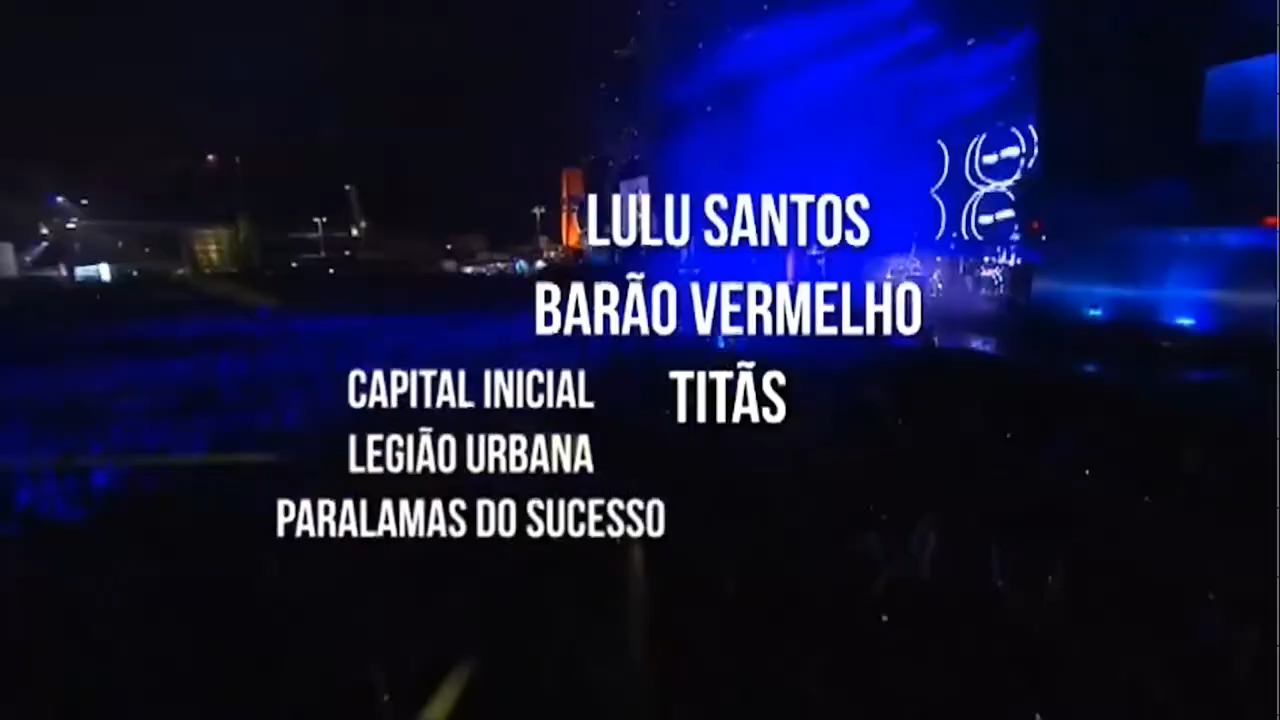 LULU SANTOS
BARÃO VERMELHO
TITÃS
CAPITAL INICIAL
LEGIÃO URBANA
PARALAMAS DO SUCESSO